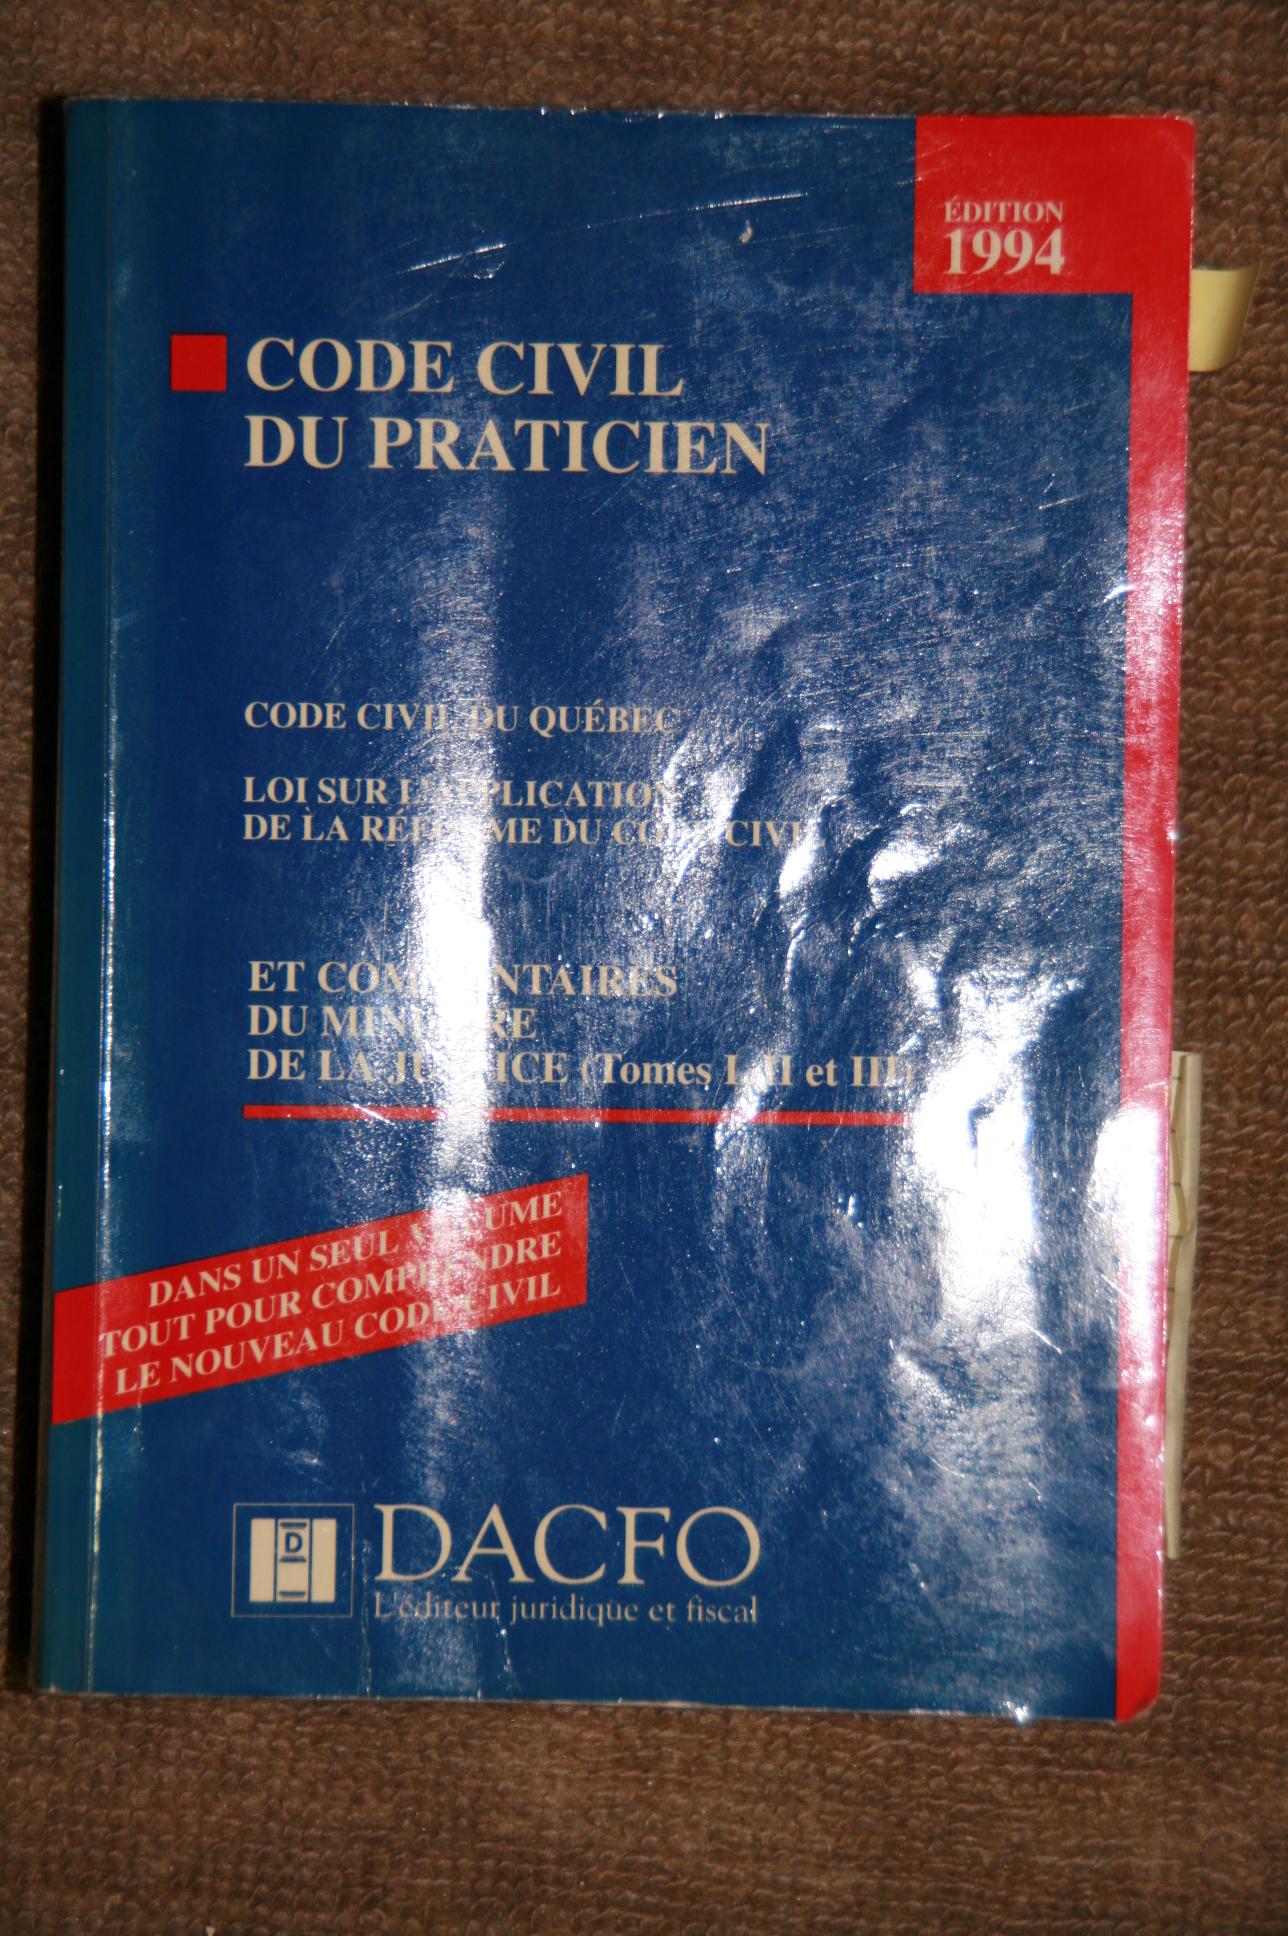 ÉDITION
1994
CODE CIVIL
DU PRATICIEN
CODE CIVIL DU QUÉBEC
LOI SUR L'APPLICATION
DE LA RÉFORME DU CODE CIVIL
ET COMMENTAIRES
DU MINISTRE
DE LA JUSTICE (Tomes I, II et III)
DANS UN SEUL VOLUME
TOUT POUR COMPRENDRE
LE NOUVEAU CODE CIVIL
D
DACFO
L'éditeur juridique et fiscal